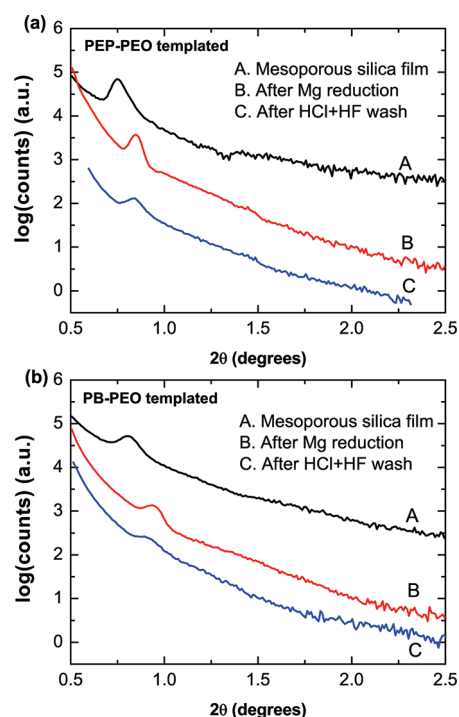 (a)
PEP-PEO templated
A. Mesoporous silica film
B. After Mg reduction
C. After HCl+HF wash
log(counts) (a.u.)
6
5
4
3
2
1
0
A
B
C
0.5 1.0 1.5 2.0 2.5
2θ (degrees)
(b)
PB-PEO templated
A. Mesoporous silica film
B. After Mg reduction
C. After HCl+HF wash
log(counts) (a.u.)
6
5
4
3
2
1
0
A
B
C
0.5 1.0 1.5 2.0 2.5
2θ (degrees)